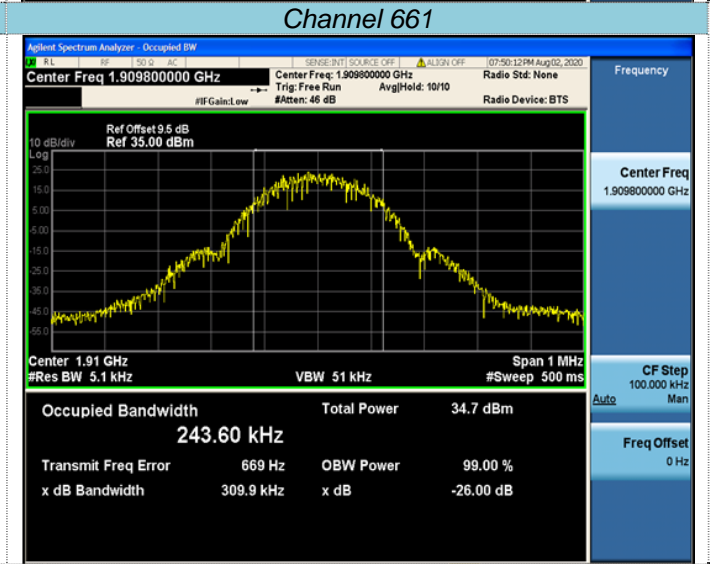 Channel 661
Agilent Spectrum Analyzer - Occupied BW
RL RF 50 Ω AC SENSE:INT SOURCE OFF ALIGN OFF 07:50:12 PM Aug 02, 2020
Center Freq 1.909800000 GHz
Center Freq: 1.909800000 GHz
Radio Std: None
Trig: Free Run Avg|Hold: 10/10
#IFGain:Low
#Atten: 46 dB
Radio Device: BTS
Ref Offset 9.5 dB
10 dB/div Ref 35.00 dBm
Log
25.0
15.0
5.00
-5.00
-15.0
-25.0
-35.0
-45.0
-55.0
Center 1.91 GHz Span 1 MHz
#Res BW 5.1 kHz VBW 51 kHz #Sweep 500 ms
Occupied Bandwidth Total Power 34.7 dBm
243.60 kHz
Transmit Freq Error 669 Hz OBW Power 99.00 %
x dB Bandwidth 309.9 kHz x dB -26.00 dB
Frequency
Center Freq
1.909800000 GHz
CF Step
100.000 kHz
Auto Man
Freq Offset
0 Hz